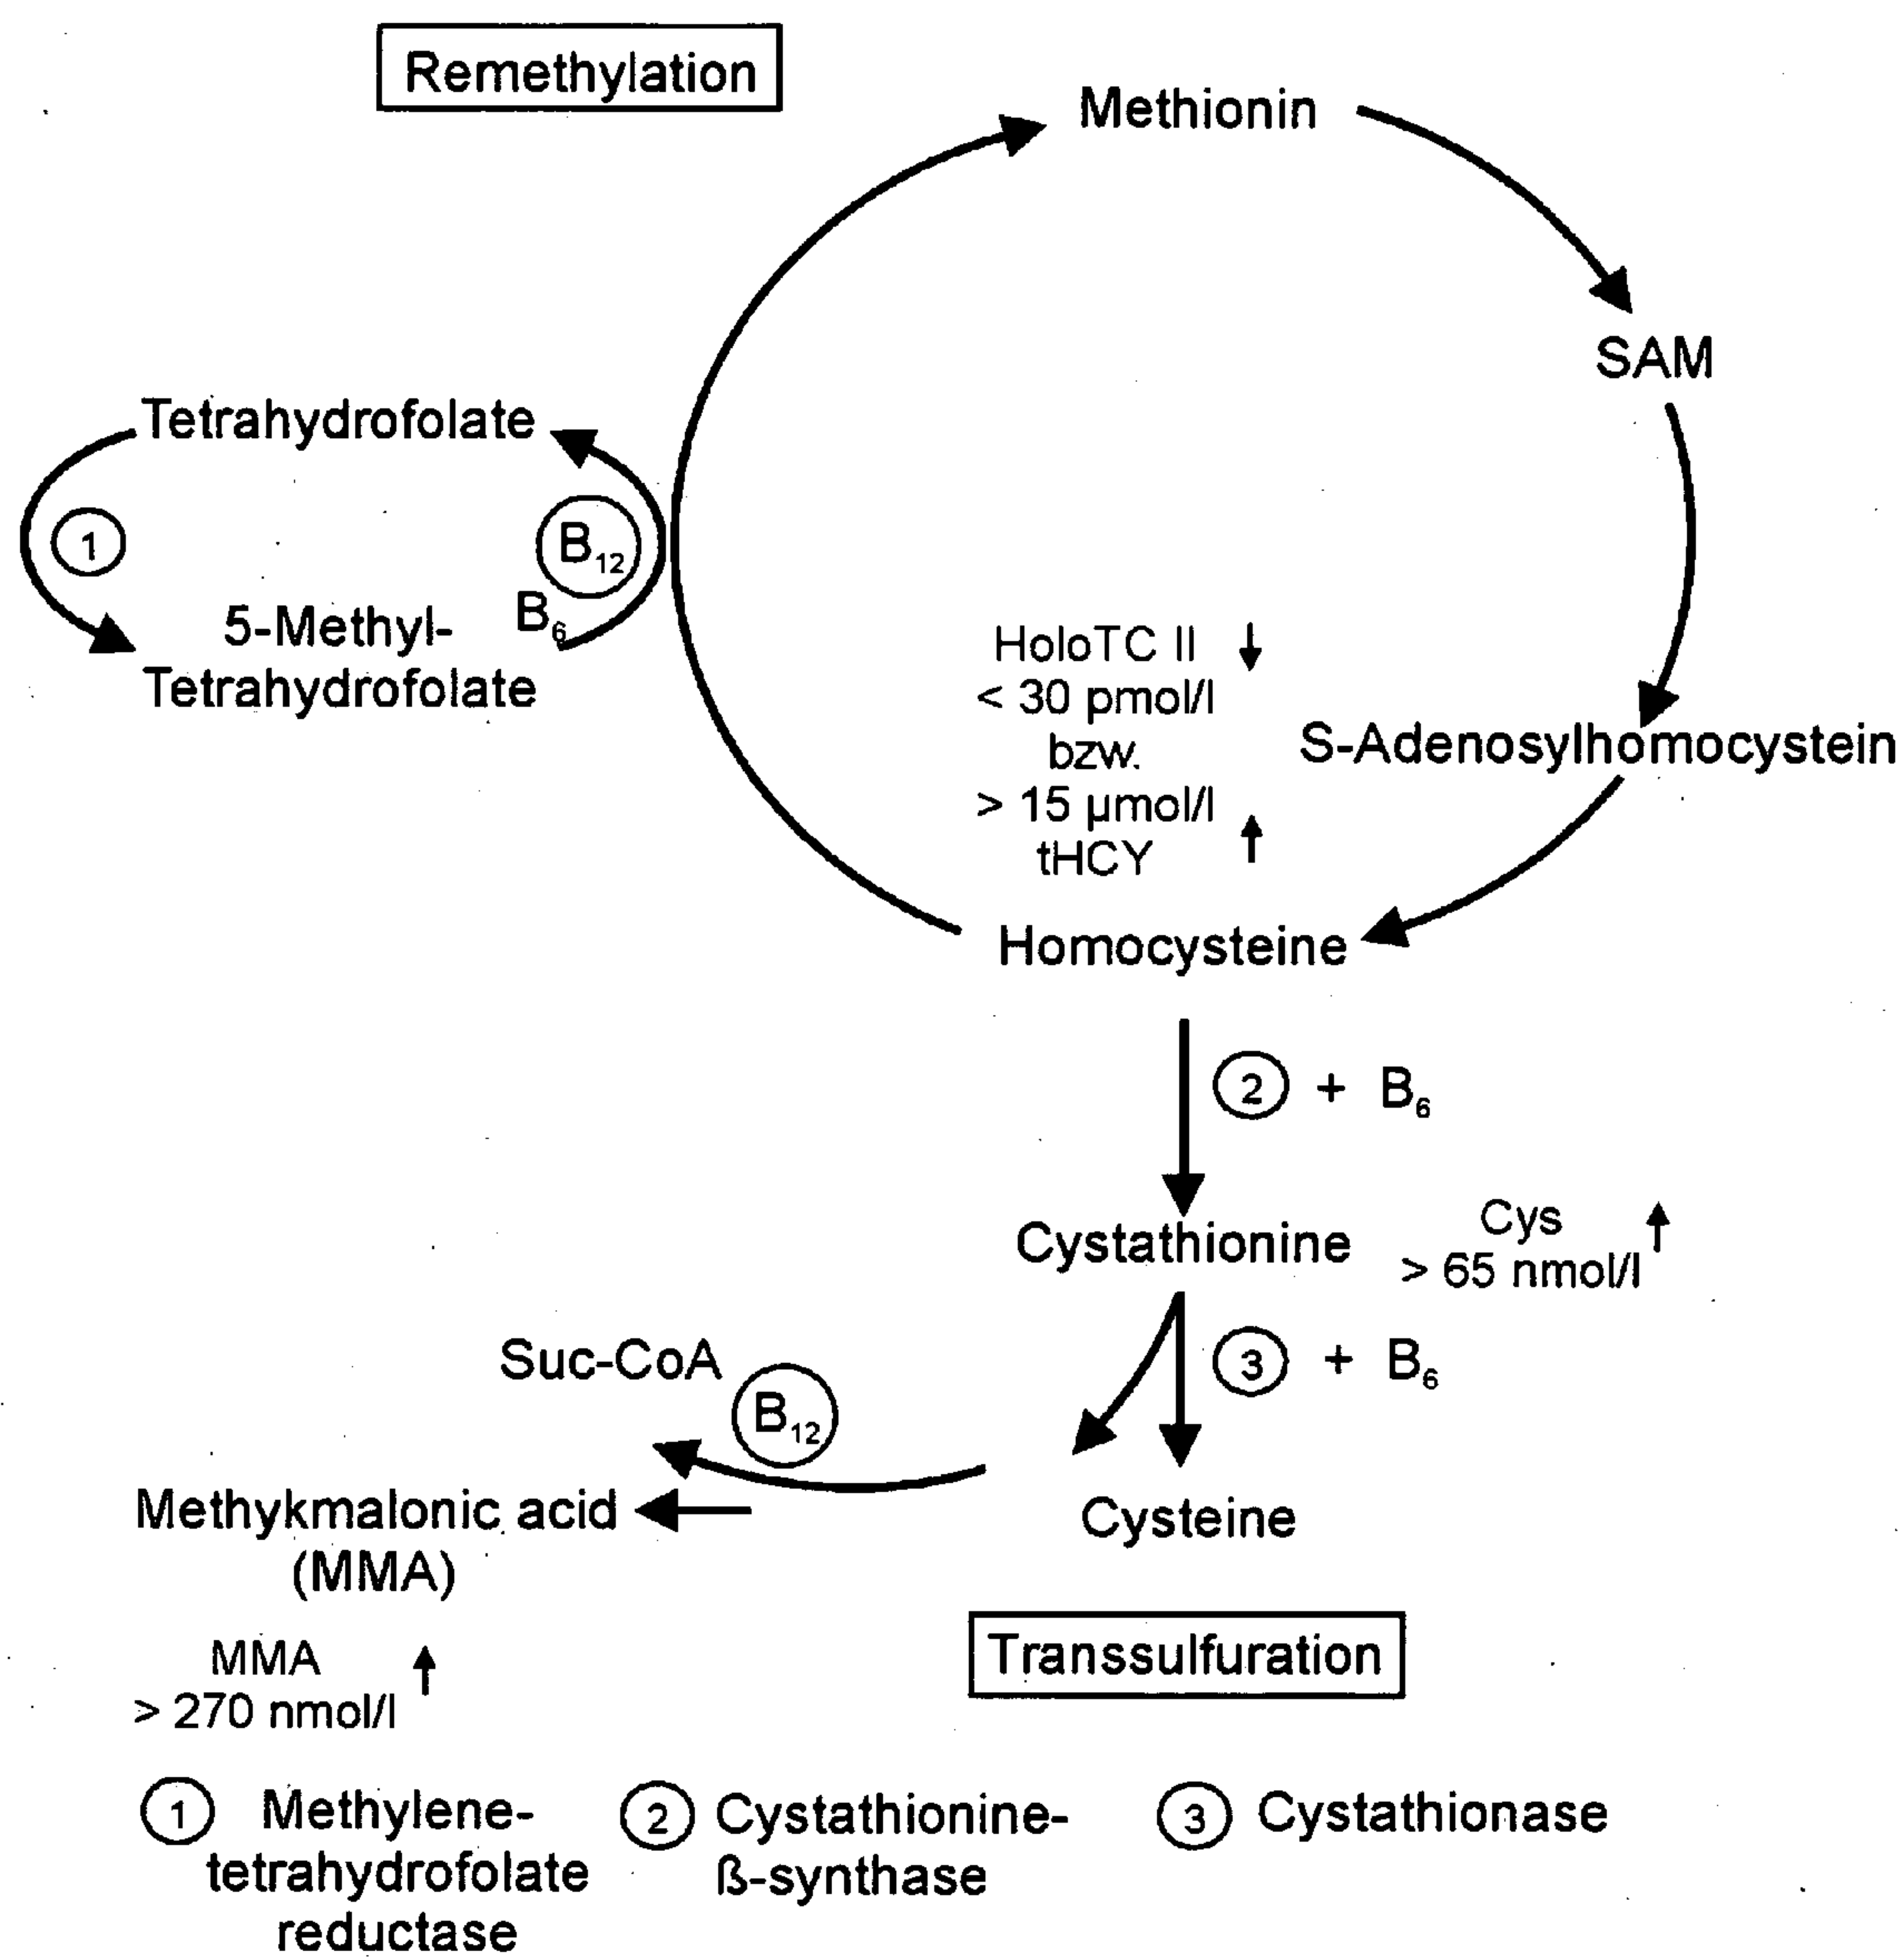 Remethylation
Methionin
SAM
Tetrahydrofolate
1
B12
B6
5-Methyl-
Tetrahydrofolate
HoloTC II ↓
< 30 pmol/l
bzw.
> 15 µmol/l
tHCY ↑
S-Adenosylhomocystein
Homocysteine
2 + B6
Cystathionine
Cys ↑
> 65 nmol/l
3 + B6
Suc-CoA
B12
Methykmalonic acid
(MMA)
Cysteine
MMA ↑
> 270 nmol/l
Transsulfuration
1 Methylene-
tetrahydrofolate
reductase
2 Cystathionine-
ß-synthase
3 Cystathionase